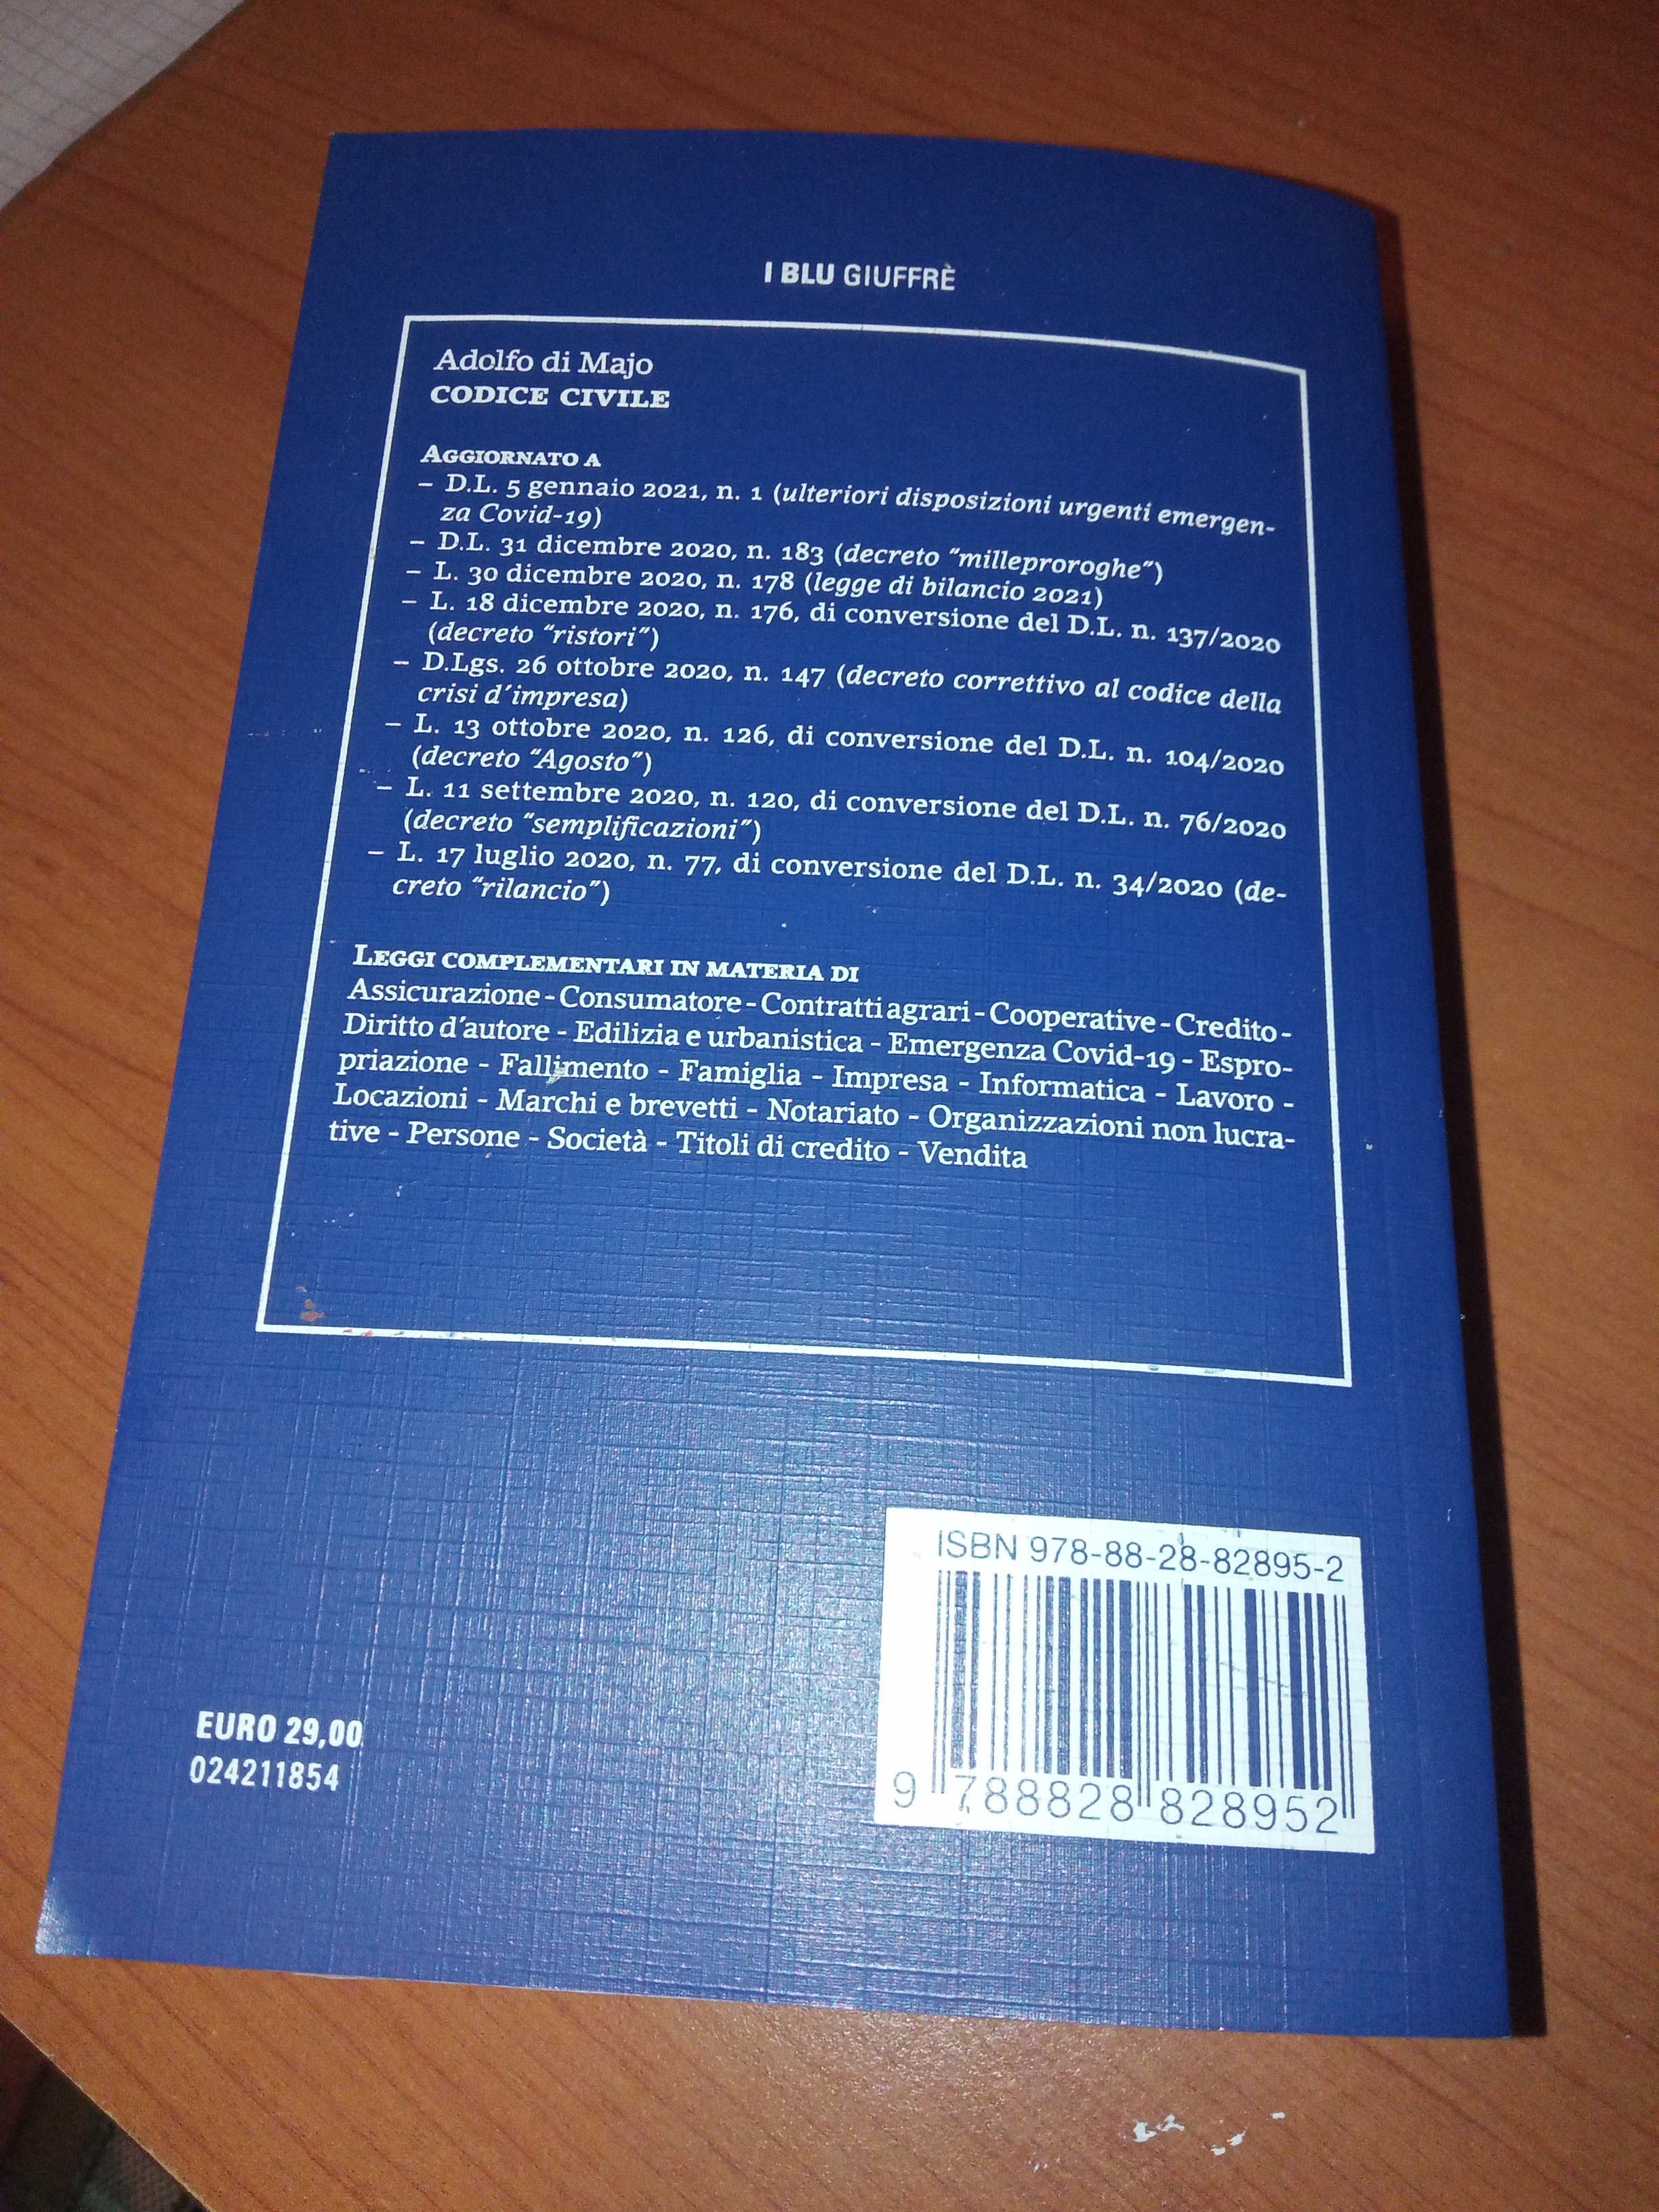 I BLU GIUFFRÈ
Adolfo di Majo
CODICE CIVILE
AGGIORNATO A
– D.L. 5 gennaio 2021, n. 1 (ulteriori disposizioni urgenti emergen-
za Covid-19)
– D.L. 31 dicembre 2020, n. 183 (decreto “milleproroghe”)
– L. 30 dicembre 2020, n. 178 (legge di bilancio 2021)
– L. 18 dicembre 2020, n. 176, di conversione del D.L. n. 137/2020
(decreto “ristori”)
– D.Lgs. 26 ottobre 2020, n. 147 (decreto correttivo al codice della
crisi d’impresa)
– L. 13 ottobre 2020, n. 126, di conversione del D.L. n. 104/2020
(decreto “Agosto”)
– L. 11 settembre 2020, n. 120, di conversione del D.L. n. 76/2020
(decreto “semplificazioni”)
– L. 17 luglio 2020, n. 77, di conversione del D.L. n. 34/2020 (de-
creto “rilancio”)
LEGGI COMPLEMENTARI IN MATERIA DI
Assicurazione - Consumatore - Contratti agrari - Cooperative - Credito -
Diritto d’autore - Edilizia e urbanistica - Emergenza Covid-19 - Espro-
priazione - Fallimento - Famiglia - Impresa - Informatica - Lavoro -
Locazioni - Marchi e brevetti - Notariato - Organizzazioni non lucra-
tive - Persone - Società - Titoli di credito - Vendita
ISBN 978-88-28-82895-2
EURO 29,00
024211854
9 788828 828952